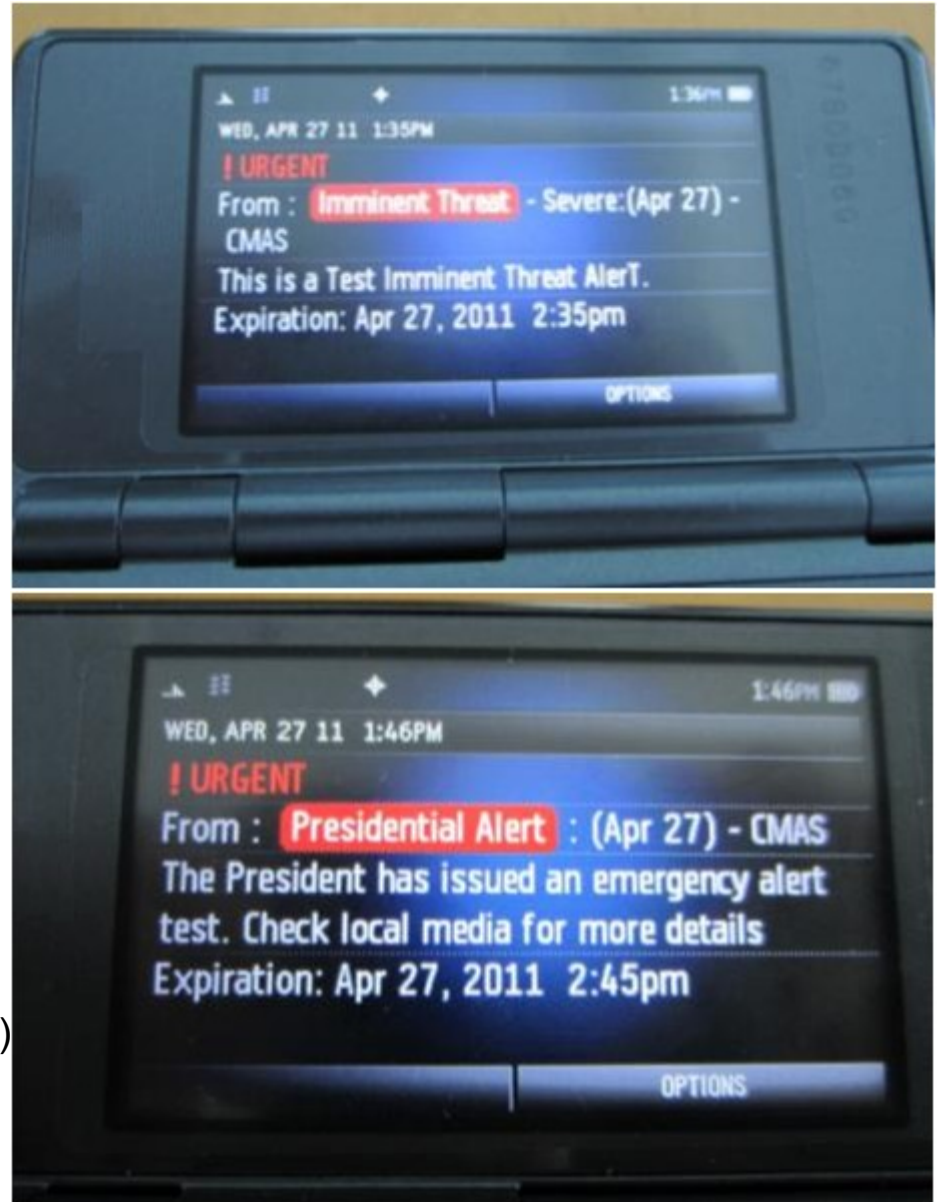 1:36PM
WED, APR 27 11 1:35PM
! URGENT
From : Imminent Threat - Severe:(Apr 27) -
CMAS
This is a Test Imminent Threat AlerT.
Expiration: Apr 27, 2011 2:35pm
OPTIONS
1:46PM
WED, APR 27 11 1:46PM
! URGENT
From : Presidential Alert : (Apr 27) - CMAS
The President has issued an emergency alert
test. Check local media for more details
Expiration: Apr 27, 2011 2:45pm
)
OPTIONS